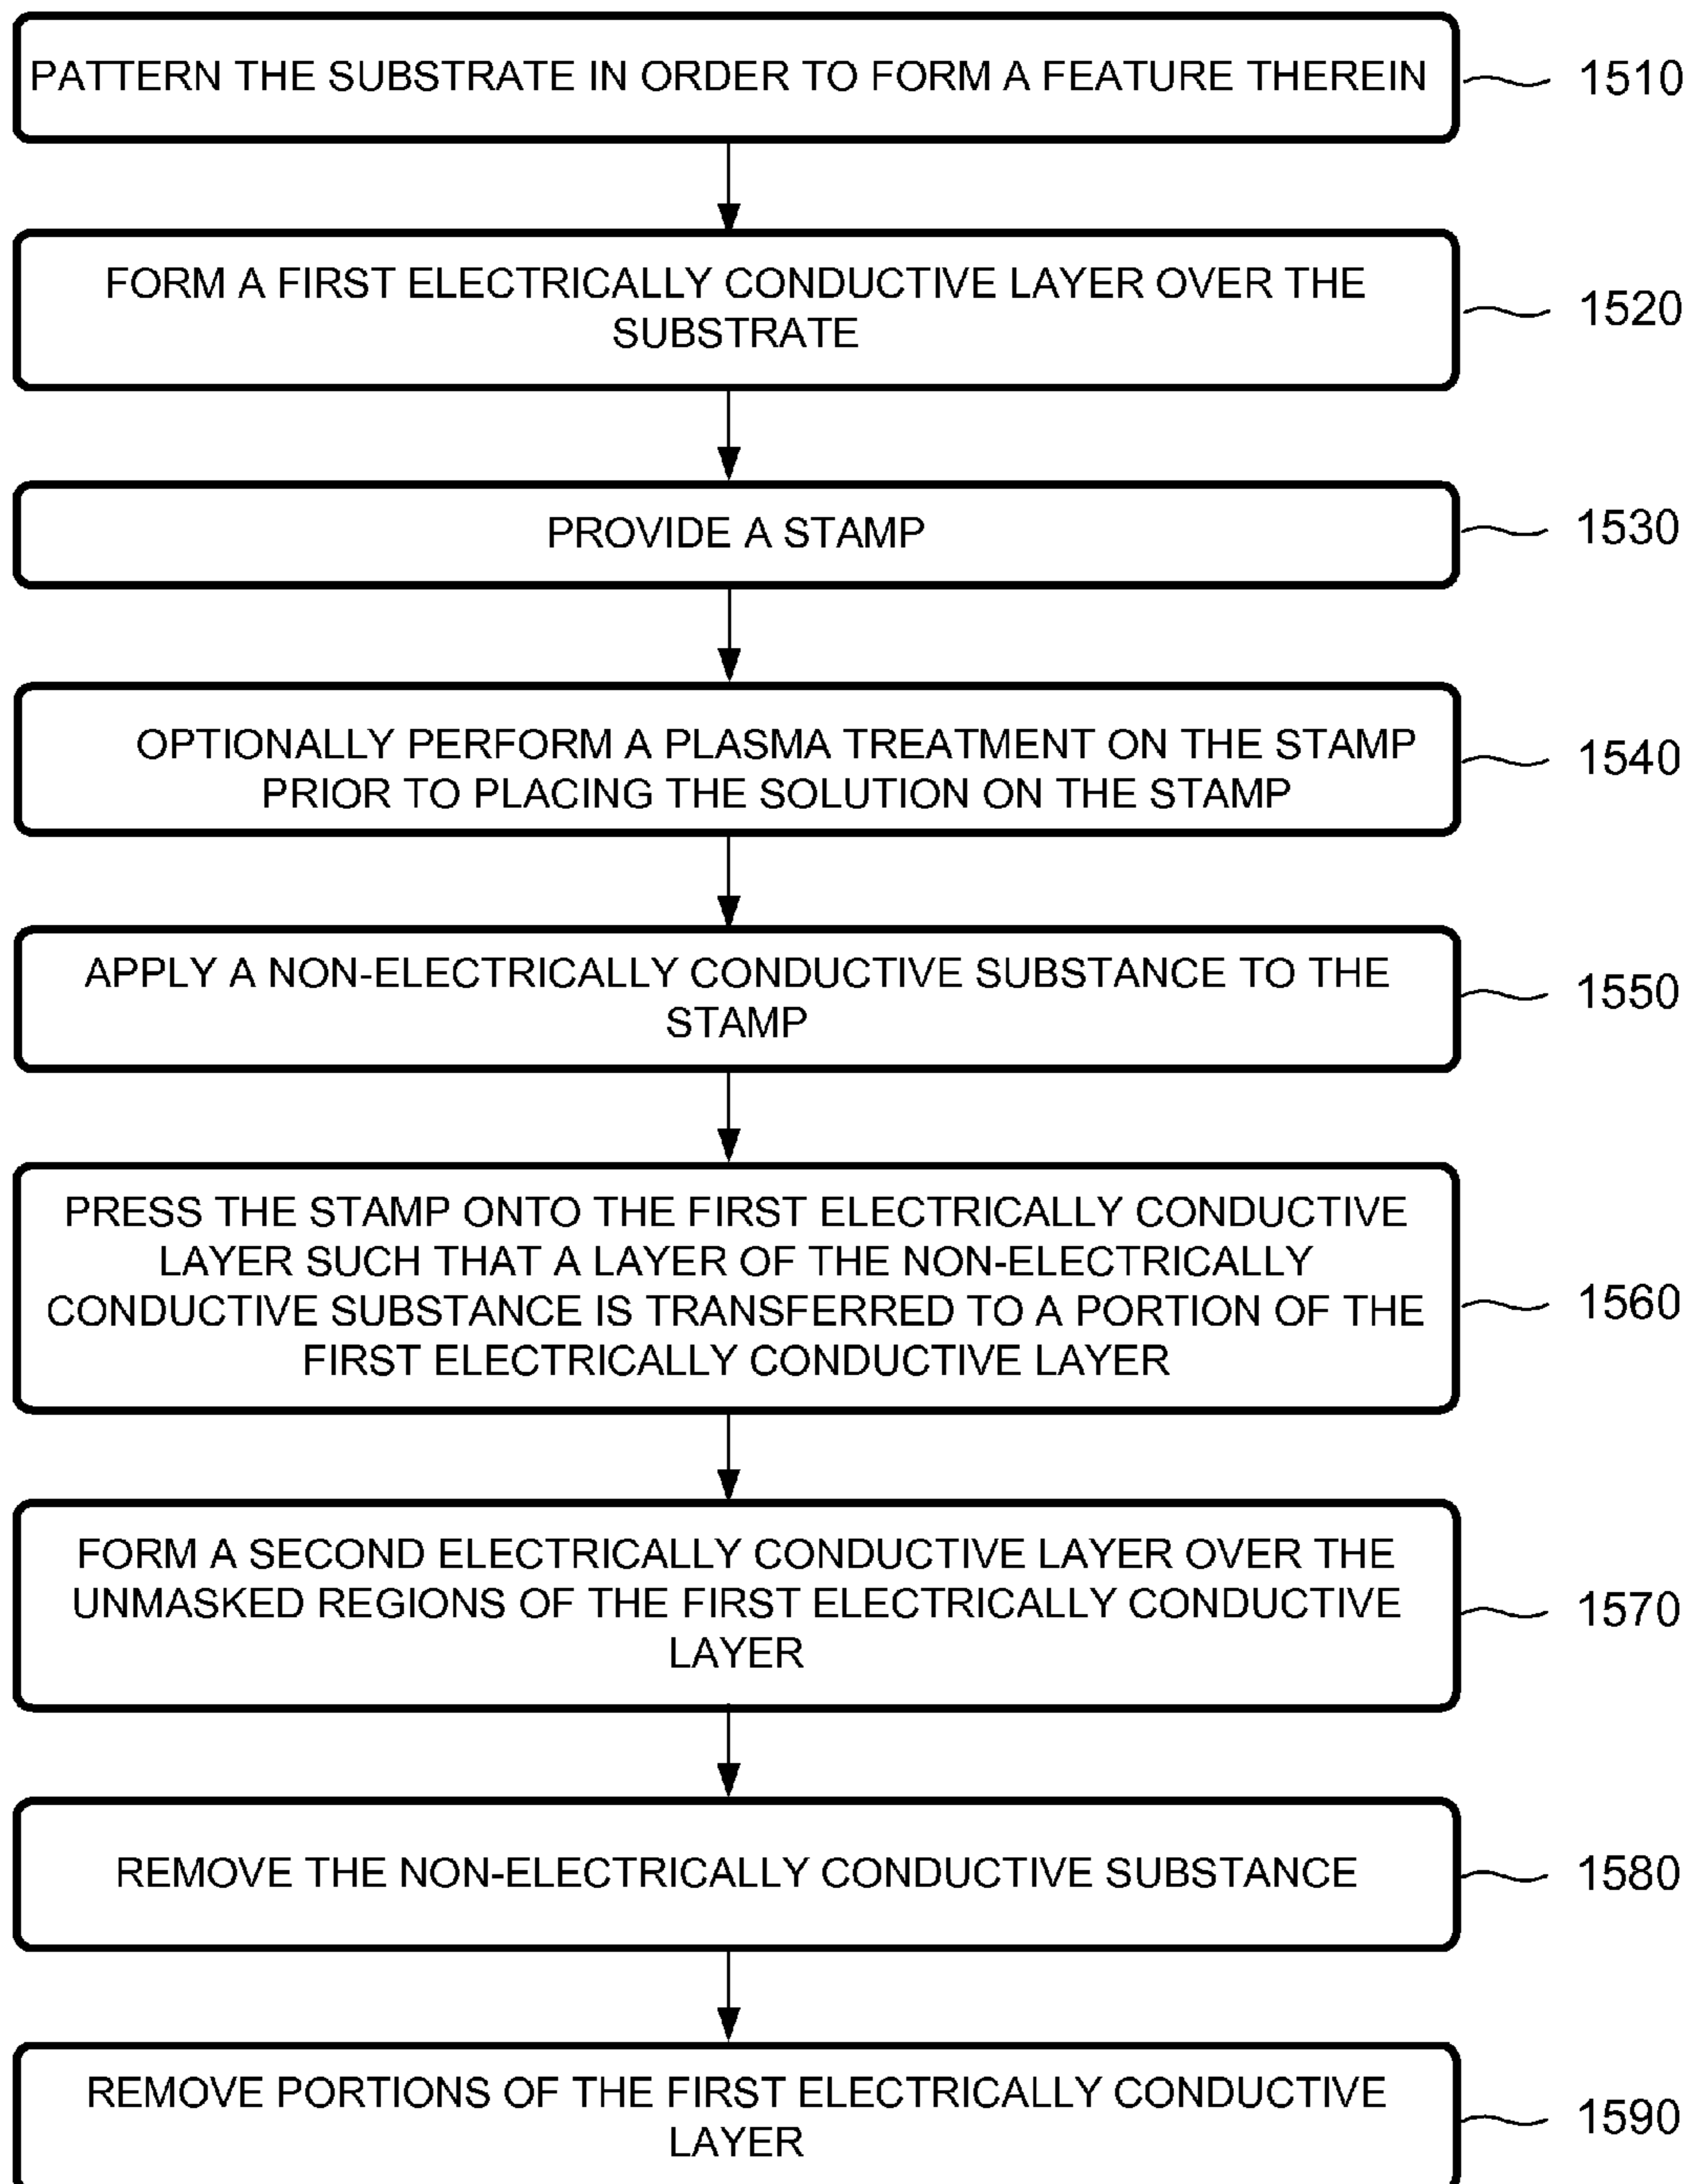 PATTERN THE SUBSTRATE IN ORDER TO FORM A FEATURE THEREIN
1510
FORM A FIRST ELECTRICALLY CONDUCTIVE LAYER OVER THE
SUBSTRATE
1520
PROVIDE A STAMP
1530
OPTIONALLY PERFORM A PLASMA TREATMENT ON THE STAMP
PRIOR TO PLACING THE SOLUTION ON THE STAMP
1540
APPLY A NON-ELECTRICALLY CONDUCTIVE SUBSTANCE TO THE
STAMP
1550
PRESS THE STAMP ONTO THE FIRST ELECTRICALLY CONDUCTIVE
LAYER SUCH THAT A LAYER OF THE NON-ELECTRICALLY
CONDUCTIVE SUBSTANCE IS TRANSFERRED TO A PORTION OF THE
FIRST ELECTRICALLY CONDUCTIVE LAYER
1560
FORM A SECOND ELECTRICALLY CONDUCTIVE LAYER OVER THE
UNMASKED REGIONS OF THE FIRST ELECTRICALLY CONDUCTIVE
LAYER
1570
REMOVE THE NON-ELECTRICALLY CONDUCTIVE SUBSTANCE
1580
REMOVE PORTIONS OF THE FIRST ELECTRICALLY CONDUCTIVE
LAYER
1590